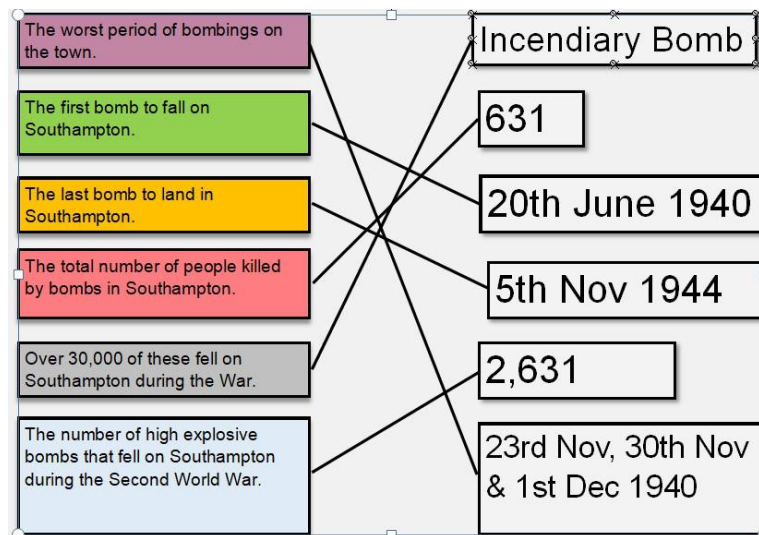 The worst period of bombings on
the town.
The first bomb to fall on
Southampton.
The last bomb to land in
Southampton.
The total number of people killed
by bombs in Southampton.
Over 30,000 of these fell on
Southampton during the War.
The number of high explosive
bombs that fell on Southampton
during the Second World War.
Incendiary Bomb
631
20th June 1940
5th Nov 1944
2,631
23rd Nov, 30th Nov
& 1st Dec 1940